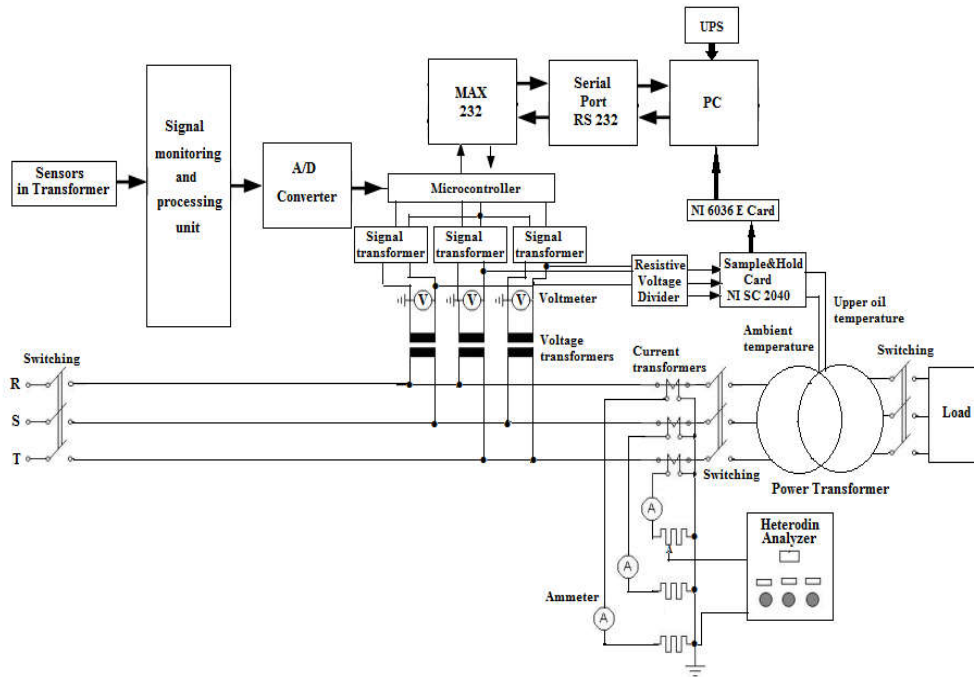 UPS
MAX
232
Serial
Port
RS 232
PC
Signal
monitoring
and
processing
unit
Sensors
in Transformer
A/D
Converter
Microcontroller
NI 6036 E Card
Signal
transformer
Signal
transformer
Signal
transformer
Resistive
Voltage
Divider
Sample&Hold
Card
NI SC 2040
V
V
V
Voltmeter
Upper oil
temperature
Ambient
temperature
Voltage
transformers
Switching
Current
transformers
Switching
R
S
T
Load
Switching
Power Transformer
A
A
A
Ammeter
Heterodin
Analyzer